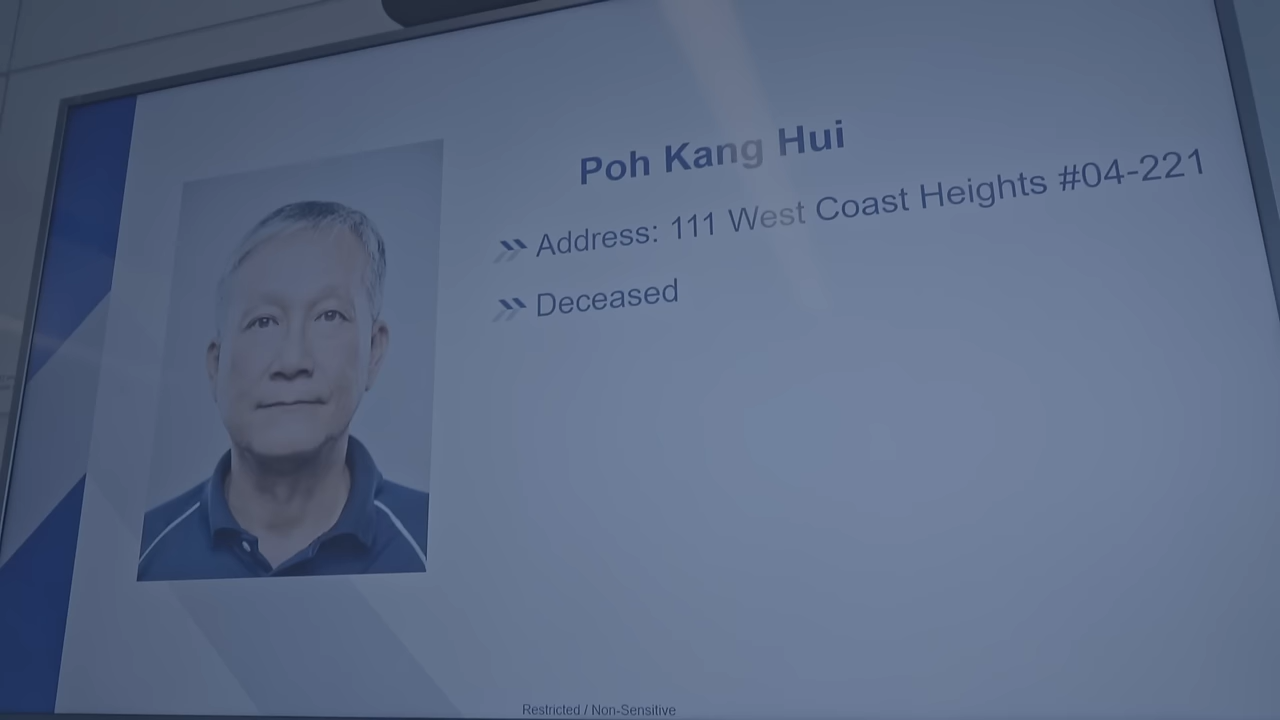 Poh Kang Hui
Address: 111 West Coast Heights #04-221
Deceased
Restricted / Non-Sensitive